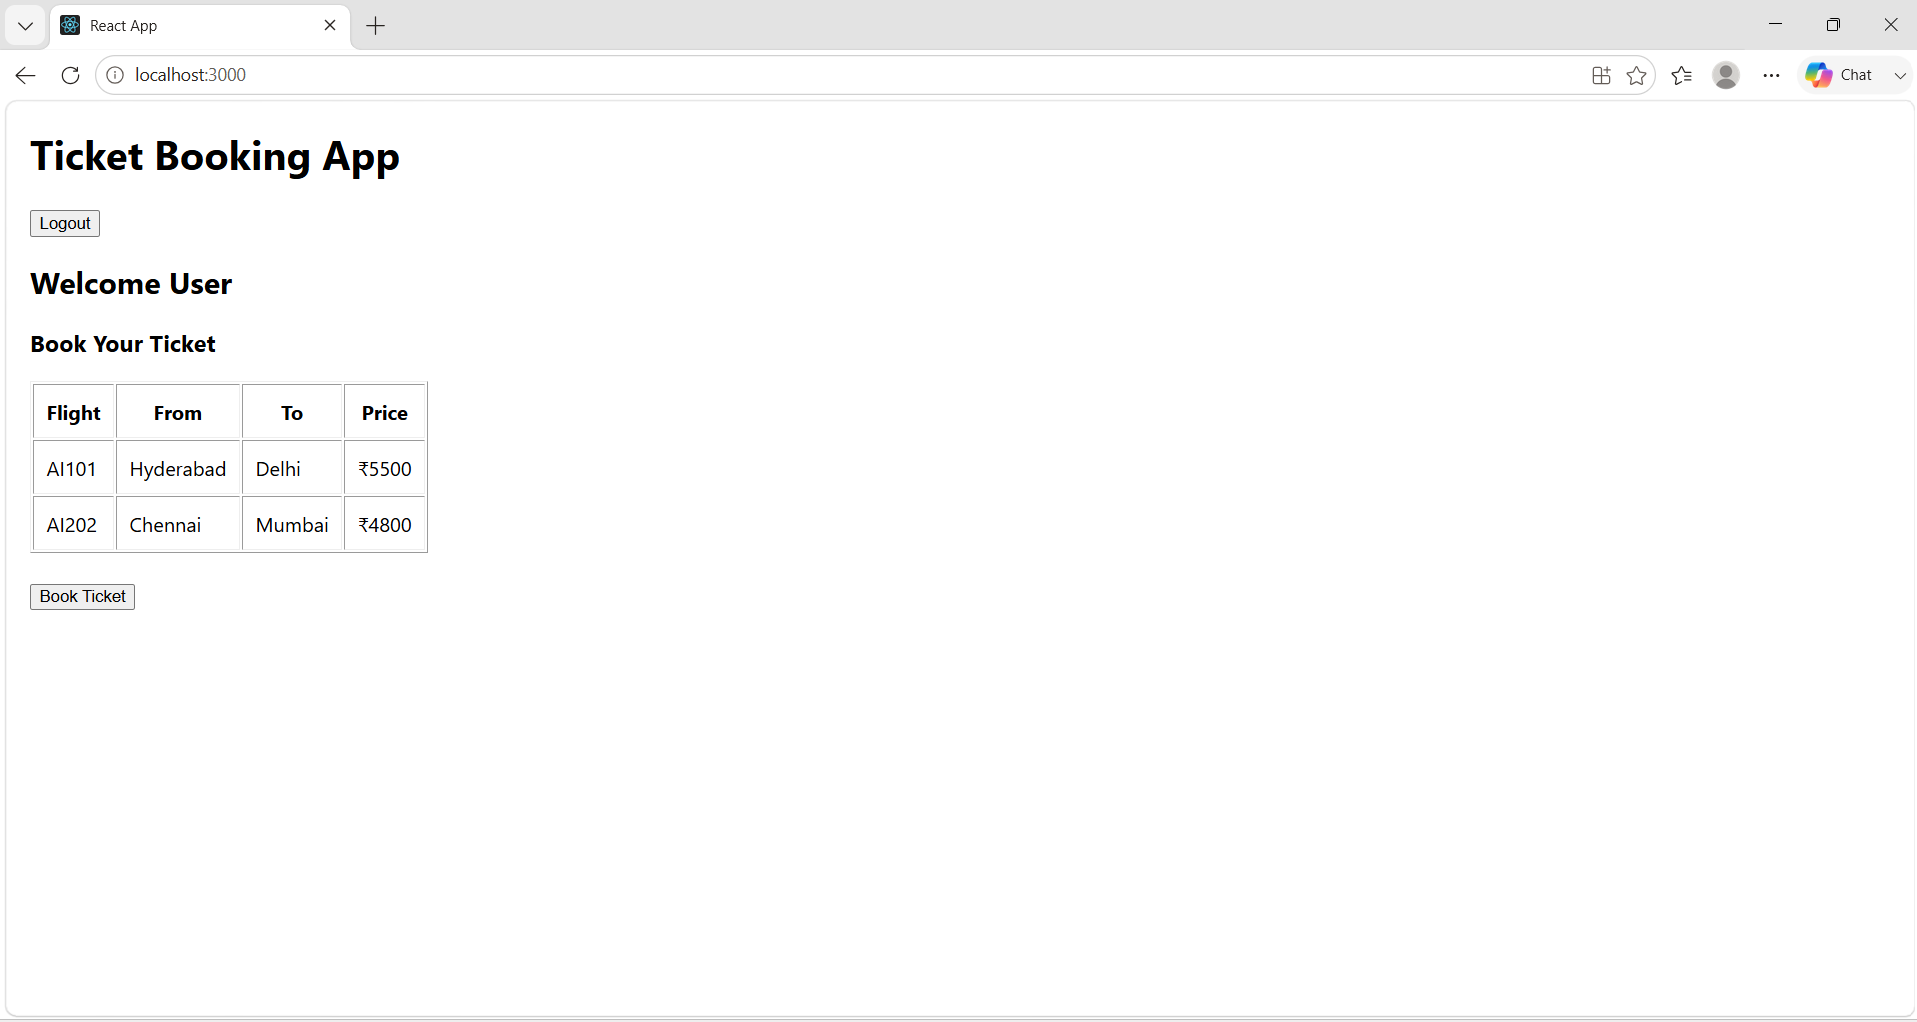 React App
localhost:3000
Chat
Ticket Booking App
Logout
Welcome User
Book Your Ticket
Flight From To Price
AI101 Hyderabad Delhi ₹5500
AI202 Chennai Mumbai ₹4800
Book Ticket